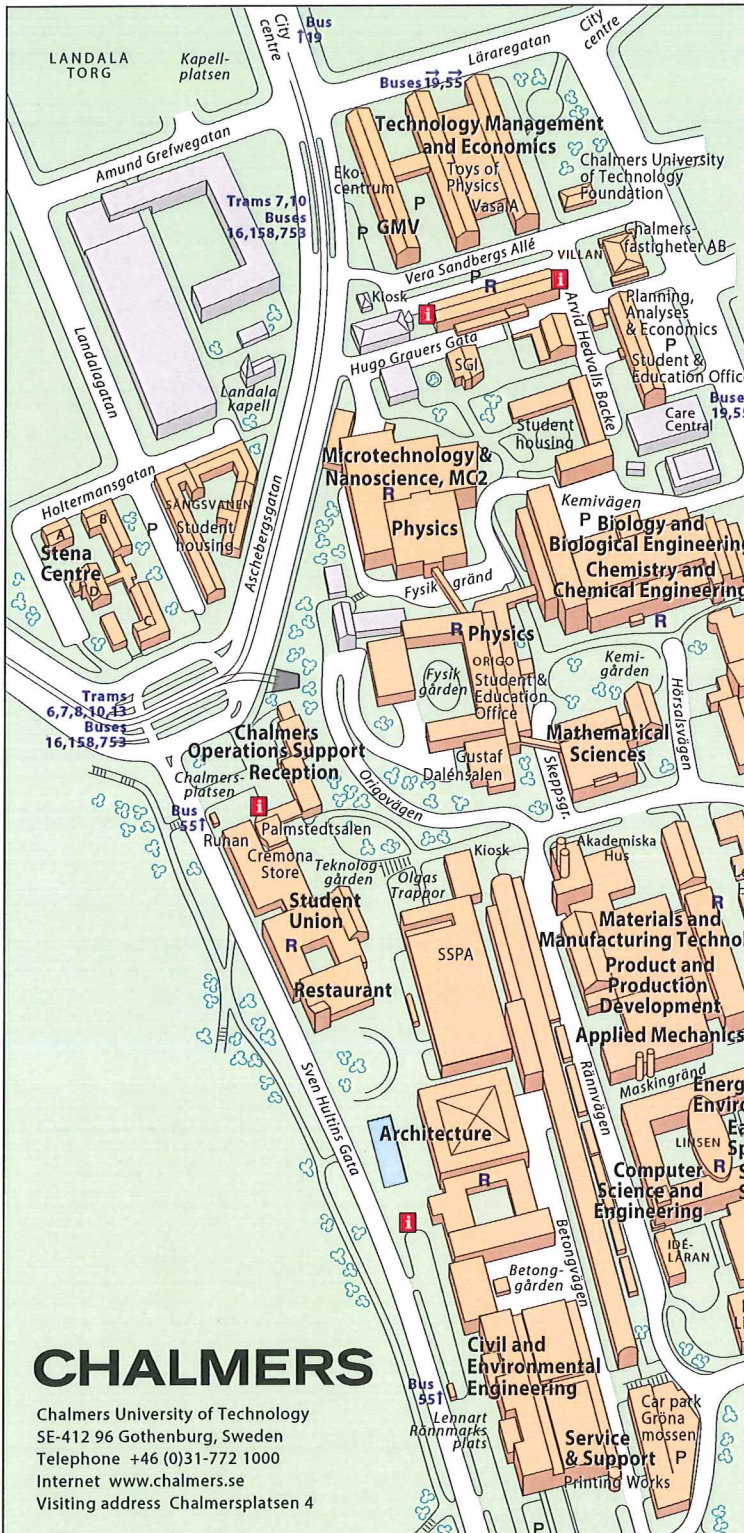 City
centre
Bus
↑19
LANDALA
TORG
Kapell-
platsen
Läraregatan
City
centre
Buses 19,55
Amund Grefwegatan
Technology Management
and Economics
Eko-
centrum
Toys of
Physics
Vasa A
GMV
P
P
Chalmers University
of Technology
Foundation
Trams 7,10
Buses
16,158,753
Vera Sandbergs Allé
VILLAN
Chalmers-
fastigheter AB
P
R
i
Kiosk
i
Hugo Grauers Gata
SGI
Arvid Hedvalls Backe
Planning,
Analyses
& Economics
P
Student &
Education Office
Buse
19,55
Care
Central
Landalagatan
Landala
kapell
Student
housing
Microtechnology &
Nanoscience, MC2
R
Physics
Holtermansgatan
SÄNGSVANEN
Student
housing
P
Aschebergsgatan
A
B
Stena
Centre
D
C
Kemivägen
P
Biology and
Biological Engineering
Chemistry and
Chemical Engineering
R
Fysikgränd
R
Physics
ORIGO
Fysik
gården
Student &
Education
Office
Kemi-
gården
Hörsalsvägen
Mathematical
Sciences
Gustaf
Dalénsalen
Skeppsgr.
Trams
6,7,8,10,13
Buses
16,158,753
Chalmers
Operations Support
Reception
Chalmers-
platsen
i
Origovägen
Bus
55↑
Runan
Palmstedtsalen
Cremona
Store
Teknolog-
gården
Olgas
Trappor
Kiosk
Akademiska
Hus
Student
Union
R
Restaurant
SSPA
R
Materials and
Manufacturing Technol
Product and
Production
Development
Applied Mechanics
Rännvägen
Maskingränd
Energ
Enviro
Ea
Sp
LINSEN
R
S
S
Computer
Science and
Engineering
IDÉ-
LÄRAN
Li
Sven Hultins Gata
Architecture
R
i
Betongvägen
Betong-
gården
Civil and
Environmental
Engineering
Bus
55↑
Lennart
Rönnmarks
plats
Service
& Support
Printing Works
Car park
Gröna
mossen
P
P
CHALMERS
Chalmers University of Technology
SE-412 96 Gothenburg, Sweden
Telephone +46 (0)31-772 1000
Internet www.chalmers.se
Visiting address Chalmersplatsen 4